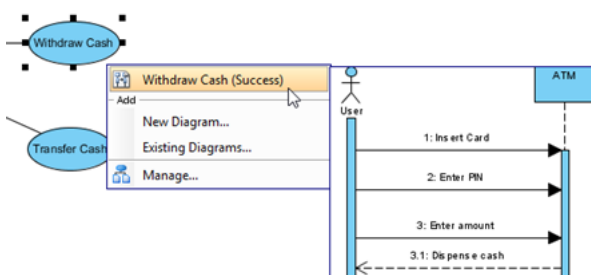 Withdraw Cash
Withdraw Cash (Success)
Add
New Diagram...
Existing Diagrams...
Manage...
Transfer Cash
User
ATM
1: Insert Card
2: Enter PIN
3: Enter amount
3.1: Dispense cash